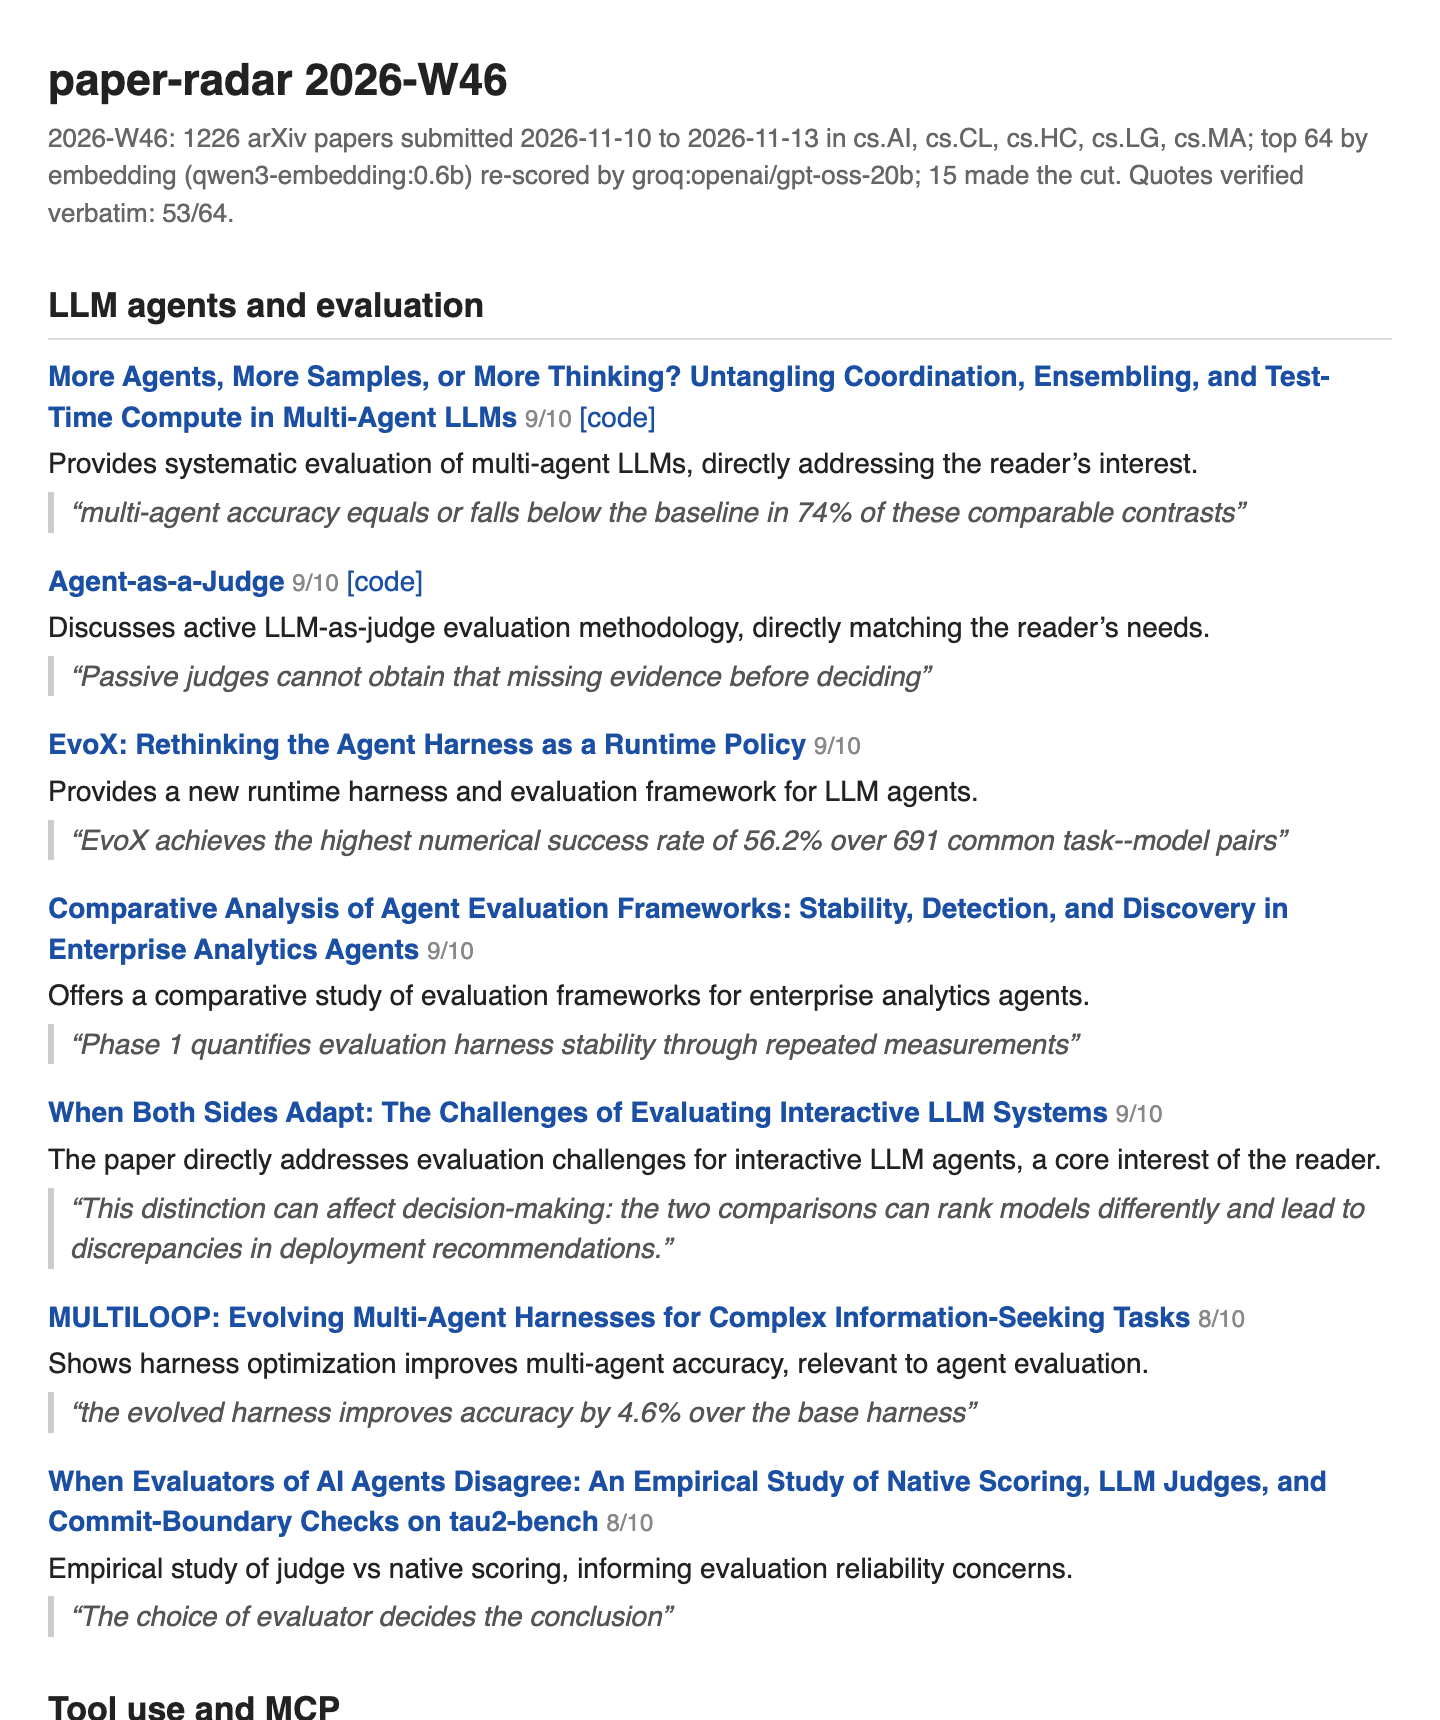 paper-radar 2026-W46
2026-W46: 1226 arXiv papers submitted 2026-11-10 to 2026-11-13 in cs.AI, cs.CL, cs.HC, cs.LG, cs.MA; top 64 by
embedding (qwen3-embedding:0.6b) re-scored by groq:openai/gpt-oss-20b; 15 made the cut. Quotes verified
verbatim: 53/64.
LLM agents and evaluation
More Agents, More Samples, or More Thinking? Untangling Coordination, Ensembling, and Test-
Time Compute in Multi-Agent LLMs 9/10 [code]
Provides systematic evaluation of multi-agent LLMs, directly addressing the reader’s interest.
“multi-agent accuracy equals or falls below the baseline in 74% of these comparable contrasts”
Agent-as-a-Judge 9/10 [code]
Discusses active LLM-as-judge evaluation methodology, directly matching the reader’s needs.
“Passive judges cannot obtain that missing evidence before deciding”
EvoX: Rethinking the Agent Harness as a Runtime Policy 9/10
Provides a new runtime harness and evaluation framework for LLM agents.
“EvoX achieves the highest numerical success rate of 56.2% over 691 common task--model pairs”
Comparative Analysis of Agent Evaluation Frameworks: Stability, Detection, and Discovery in
Enterprise Analytics Agents 9/10
Offers a comparative study of evaluation frameworks for enterprise analytics agents.
“Phase 1 quantifies evaluation harness stability through repeated measurements”
When Both Sides Adapt: The Challenges of Evaluating Interactive LLM Systems 9/10
The paper directly addresses evaluation challenges for interactive LLM agents, a core interest of the reader.
“This distinction can affect decision-making: the two comparisons can rank models differently and lead to
discrepancies in deployment recommendations.”
MULTILOOP: Evolving Multi-Agent Harnesses for Complex Information-Seeking Tasks 8/10
Shows harness optimization improves multi-agent accuracy, relevant to agent evaluation.
“the evolved harness improves accuracy by 4.6% over the base harness”
When Evaluators of AI Agents Disagree: An Empirical Study of Native Scoring, LLM Judges, and
Commit-Boundary Checks on tau2-bench 8/10
Empirical study of judge vs native scoring, informing evaluation reliability concerns.
“The choice of evaluator decides the conclusion”
Tool use and MCP